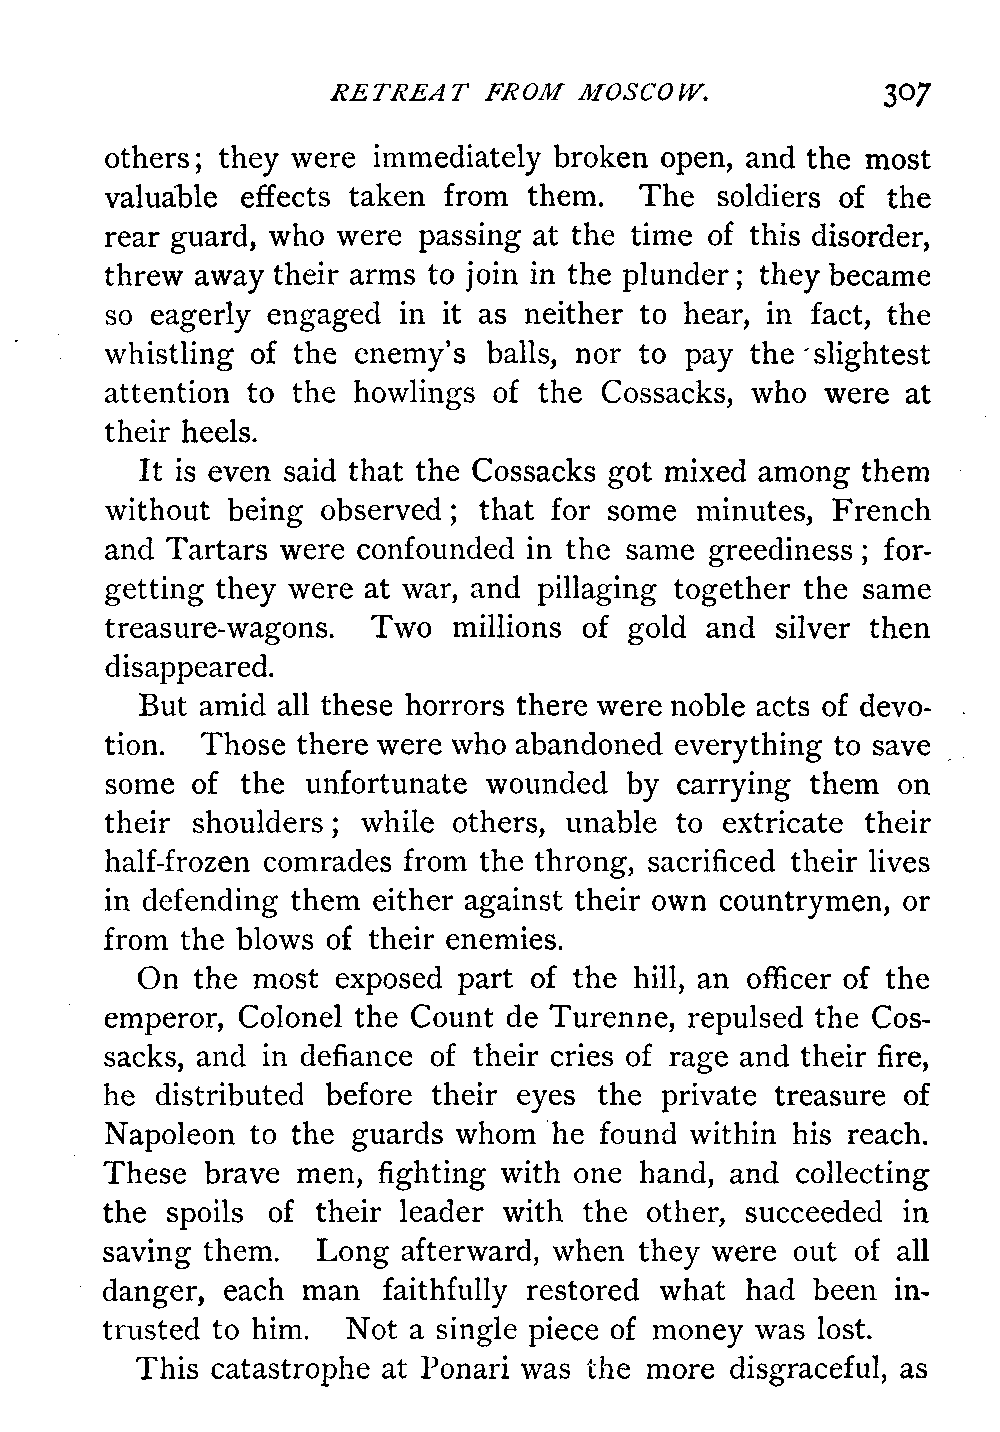 RETREAT FROM MOSCOW. 307
others; they were immediately broken open, and the most
valuable effects taken from them. The soldiers of the
rear guard, who were passing at the time of this disorder,
threw away their arms to join in the plunder; they became
so eagerly engaged in it as neither to hear, in fact, the
whistling of the enemy's balls, nor to pay the slightest
attention to the howlings of the Cossacks, who were at
their heels.
It is even said that the Cossacks got mixed among them
without being observed; that for some minutes, French
and Tartars were confounded in the same greediness; for-
getting they were at war, and pillaging together the same
treasure-wagons. Two millions of gold and silver then
disappeared.
But amid all these horrors there were noble acts of devo-
tion. Those there were who abandoned everything to save
some of the unfortunate wounded by carrying them on
their shoulders; while others, unable to extricate their
half-frozen comrades from the throng, sacrificed their lives
in defending them either against their own countrymen, or
from the blows of their enemies.
On the most exposed part of the hill, an officer of the
emperor, Colonel the Count de Turenne, repulsed the Cos-
sacks, and in defiance of their cries of rage and their fire,
he distributed before their eyes the private treasure of
Napoleon to the guards whom he found within his reach.
These brave men, fighting with one hand, and collecting
the spoils of their leader with the other, succeeded in
saving them. Long afterward, when they were out of all
danger, each man faithfully restored what had been in-
trusted to him. Not a single piece of money was lost.
This catastrophe at Ponari was the more disgraceful, as